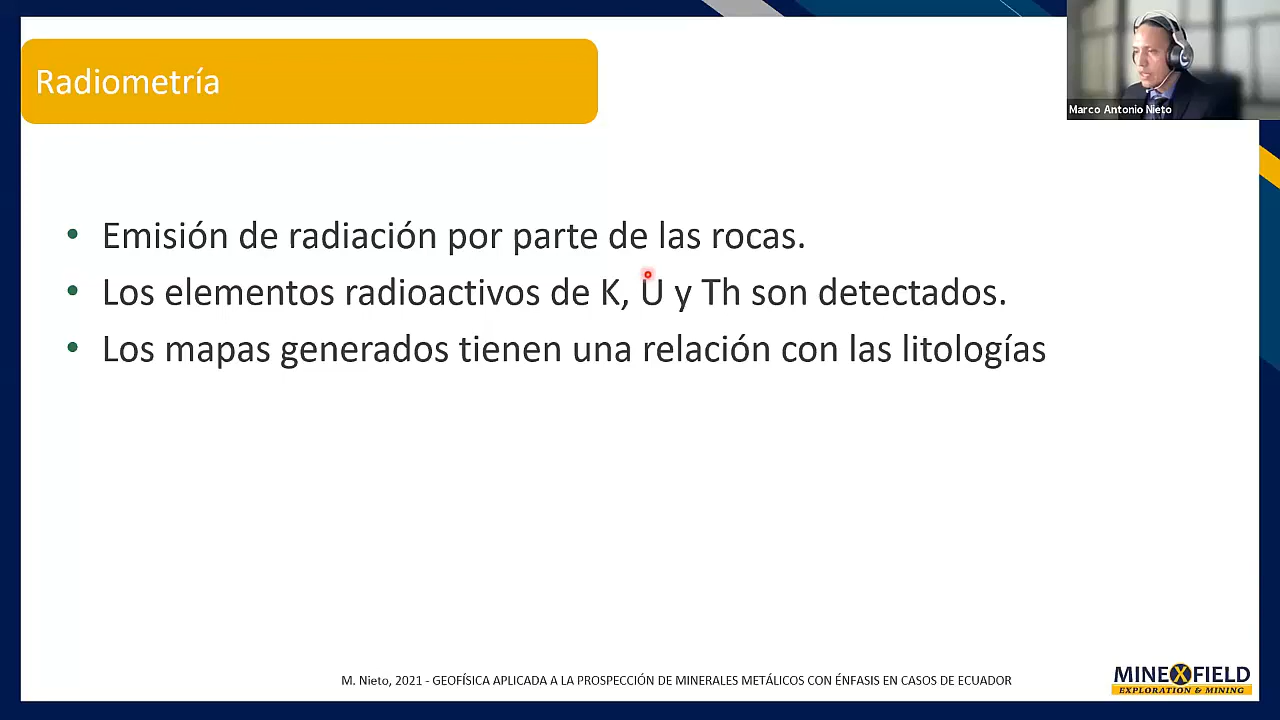 Radiometría
Marco Antonio Nieto
• Emisión de radiación por parte de las rocas.
• Los elementos radioactivos de K, U y Th son detectados.
• Los mapas generados tienen una relación con las litologías
M. Nieto, 2021 - GEOFÍSICA APLICADA A LA PROSPECCIÓN DE MINERALES METÁLICOS CON ÉNFASIS EN CASOS DE ECUADOR
MINEXFIELD
EXPLORATION & MINING